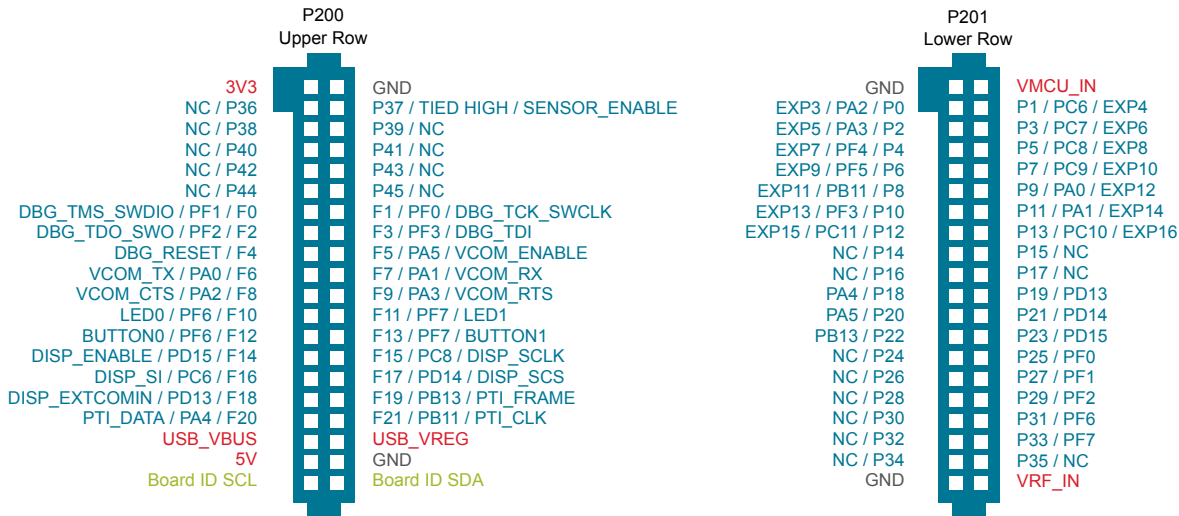 P200
Upper Row
3V3 GND
NC / P36 P37 / TIED HIGH / SENSOR_ENABLE
NC / P38 P39 / NC
NC / P40 P41 / NC
NC / P42 P43 / NC
NC / P44 P45 / NC
DBG_TMS_SWDIO / PF1 / F0 F1 / PF0 / DBG_TCK_SWCLK
DBG_TDO_SWO / PF2 / F2 F3 / PF3 / DBG_TDI
DBG_RESET / F4 F5 / PA5 / VCOM_ENABLE
VCOM_TX / PA0 / F6 F7 / PA1 / VCOM_RX
VCOM_CTS / PA2 / F8 F9 / PA3 / VCOM_RTS
LED0 / PF6 / F10 F11 / PF7 / LED1
BUTTON0 / PF6 / F12 F13 / PF7 / BUTTON1
DISP_ENABLE / PD15 / F14 F15 / PC8 / DISP_SCLK
DISP_SI / PC6 / F16 F17 / PD14 / DISP_SCS
DISP_EXTCOMIN / PD13 / F18 F19 / PB13 / PTI_FRAME
PTI_DATA / PA4 / F20 F21 / PB11 / PTI_CLK
USB_VBUS USB_VREG
5V GND
Board ID SCL Board ID SDA
P201
Lower Row
GND VMCU_IN
EXP3 / PA2 / P0 P1 / PC6 / EXP4
EXP5 / PA3 / P2 P3 / PC7 / EXP6
EXP7 / PF4 / P4 P5 / PC8 / EXP8
EXP9 / PF5 / P6 P7 / PC9 / EXP10
EXP11 / PB11 / P8 P9 / PA0 / EXP12
EXP13 / PF3 / P10 P11 / PA1 / EXP14
EXP15 / PC11 / P12 P13 / PC10 / EXP16
NC / P14 P15 / NC
NC / P16 P17 / NC
PA4 / P18 P19 / PD13
PA5 / P20 P21 / PD14
PB13 / P22 P23 / PD15
NC / P24 P25 / PF0
NC / P26 P27 / PF1
NC / P28 P29 / PF2
NC / P30 P31 / PF6
NC / P32 P33 / PF7
NC / P34 P35 / NC
GND VRF_IN